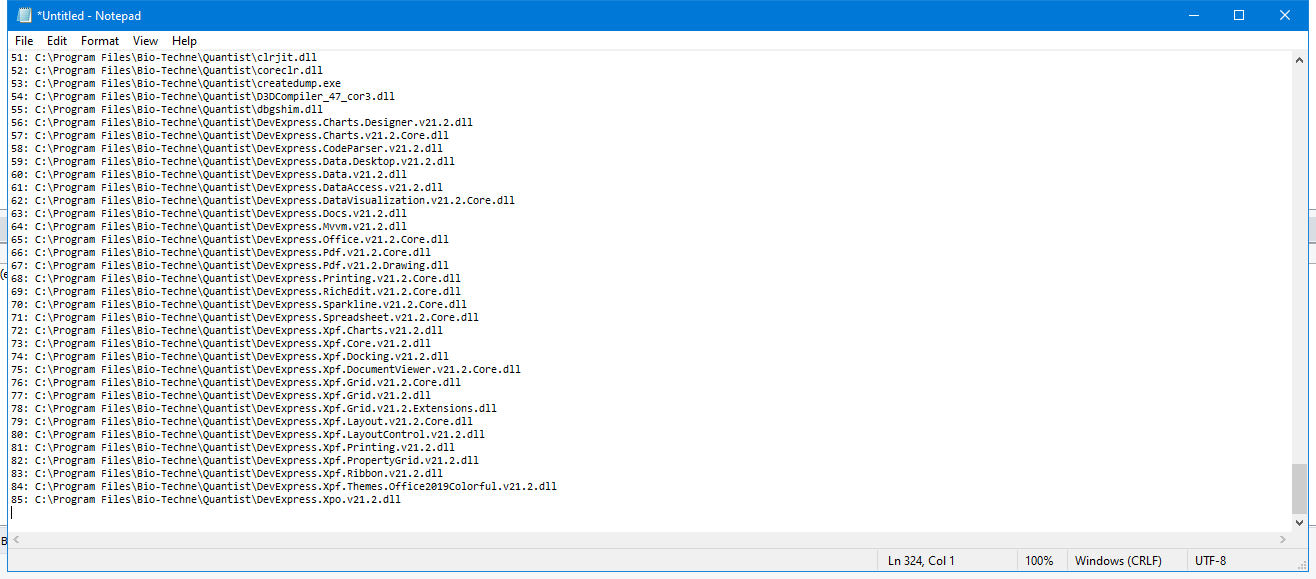 *Untitled - Notepad
File Edit Format View Help
51: C:\Program Files\Bio-Techne\Quantist\clrjit.dll
52: C:\Program Files\Bio-Techne\Quantist\coreclr.dll
53: C:\Program Files\Bio-Techne\Quantist\createdump.exe
54: C:\Program Files\Bio-Techne\Quantist\D3DCompiler_47_cor3.dll
55: C:\Program Files\Bio-Techne\Quantist\dbgshim.dll
56: C:\Program Files\Bio-Techne\Quantist\DevExpress.Charts.Designer.v21.2.dll
57: C:\Program Files\Bio-Techne\Quantist\DevExpress.Charts.v21.2.Core.dll
58: C:\Program Files\Bio-Techne\Quantist\DevExpress.CodeParser.v21.2.dll
59: C:\Program Files\Bio-Techne\Quantist\DevExpress.Data.Desktop.v21.2.dll
60: C:\Program Files\Bio-Techne\Quantist\DevExpress.Data.v21.2.dll
61: C:\Program Files\Bio-Techne\Quantist\DevExpress.DataAccess.v21.2.dll
62: C:\Program Files\Bio-Techne\Quantist\DevExpress.DataVisualization.v21.2.Core.dll
63: C:\Program Files\Bio-Techne\Quantist\DevExpress.Docs.v21.2.dll
64: C:\Program Files\Bio-Techne\Quantist\DevExpress.Mvvm.v21.2.dll
65: C:\Program Files\Bio-Techne\Quantist\DevExpress.Office.v21.2.Core.dll
66: C:\Program Files\Bio-Techne\Quantist\DevExpress.Pdf.v21.2.Core.dll
67: C:\Program Files\Bio-Techne\Quantist\DevExpress.Pdf.v21.2.Drawing.dll
68: C:\Program Files\Bio-Techne\Quantist\DevExpress.Printing.v21.2.Core.dll
69: C:\Program Files\Bio-Techne\Quantist\DevExpress.RichEdit.v21.2.Core.dll
70: C:\Program Files\Bio-Techne\Quantist\DevExpress.Sparkline.v21.2.Core.dll
71: C:\Program Files\Bio-Techne\Quantist\DevExpress.Spreadsheet.v21.2.Core.dll
72: C:\Program Files\Bio-Techne\Quantist\DevExpress.Xpf.Charts.v21.2.dll
73: C:\Program Files\Bio-Techne\Quantist\DevExpress.Xpf.Core.v21.2.dll
74: C:\Program Files\Bio-Techne\Quantist\DevExpress.Xpf.Docking.v21.2.dll
75: C:\Program Files\Bio-Techne\Quantist\DevExpress.Xpf.DocumentViewer.v21.2.Core.dll
76: C:\Program Files\Bio-Techne\Quantist\DevExpress.Xpf.Grid.v21.2.Core.dll
77: C:\Program Files\Bio-Techne\Quantist\DevExpress.Xpf.Grid.v21.2.dll
78: C:\Program Files\Bio-Techne\Quantist\DevExpress.Xpf.Grid.v21.2.Extensions.dll
79: C:\Program Files\Bio-Techne\Quantist\DevExpress.Xpf.Layout.v21.2.Core.dll
80: C:\Program Files\Bio-Techne\Quantist\DevExpress.Xpf.LayoutControl.v21.2.dll
81: C:\Program Files\Bio-Techne\Quantist\DevExpress.Xpf.Printing.v21.2.dll
82: C:\Program Files\Bio-Techne\Quantist\DevExpress.Xpf.PropertyGrid.v21.2.dll
83: C:\Program Files\Bio-Techne\Quantist\DevExpress.Xpf.Ribbon.v21.2.dll
84: C:\Program Files\Bio-Techne\Quantist\DevExpress.Xpf.Themes.Office2019Colorful.v21.2.dll
85: C:\Program Files\Bio-Techne\Quantist\DevExpress.Xpo.v21.2.dll
Ln 324, Col 1 100% Windows (CRLF) UTF-8